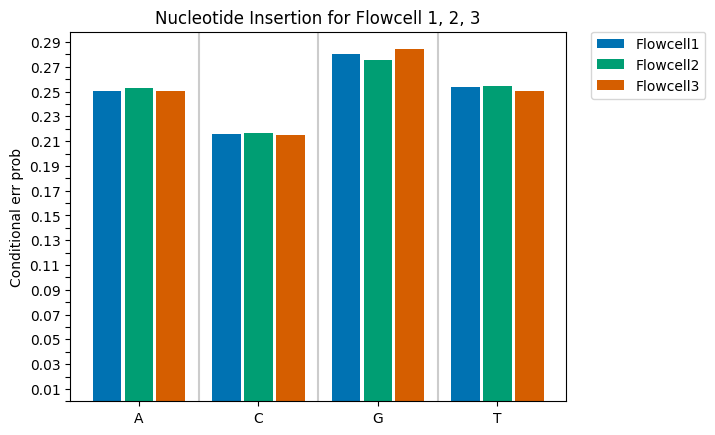 Nucleotide Insertion for Flowcell 1, 2, 3
Flowcell1
Flowcell2
Flowcell3
Conditional err prob
0.29
0.27
0.25
0.23
0.21
0.19
0.17
0.15
0.13
0.11
0.09
0.07
0.05
0.03
0.01
A
C
G
T